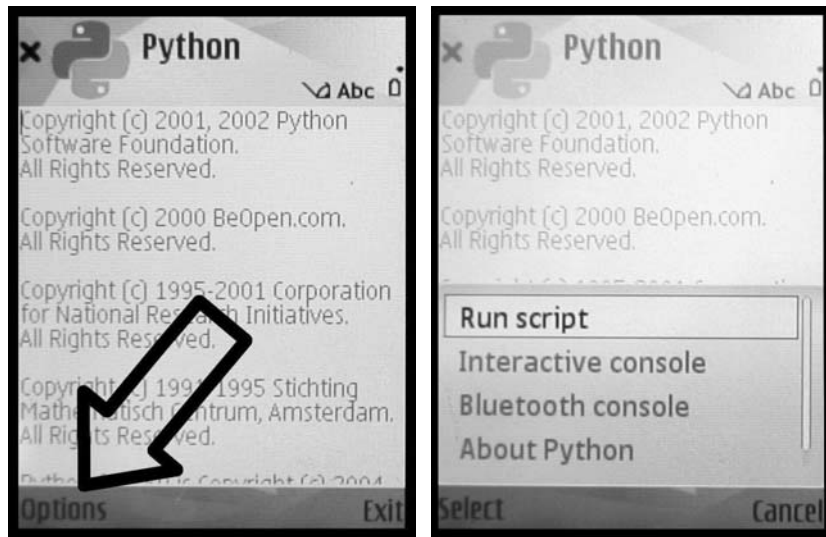 Python
Abc
Copyright (c) 2001, 2002 Python
Software Foundation.
All Rights Reserved.
Copyright (c) 2000 BeOpen.com.
All Rights Reserved.
Copyright (c) 1995-2001 Corporation
for National Research Initiatives.
All Rights Reserved.
Copyright (c) 1991-1995 Stichting
Mathematisch Centrum, Amsterdam.
All Rights Reserved.
is Copyright (c) 2004
Options Exit
Python
Abc
Copyright (c) 2001, 2002 Python
Software Foundation.
All Rights Reserved.
Copyright (c) 2000 BeOpen.com.
All Rights Reserved.
Run script
Interactive console
Bluetooth console
About Python
Select Cancel